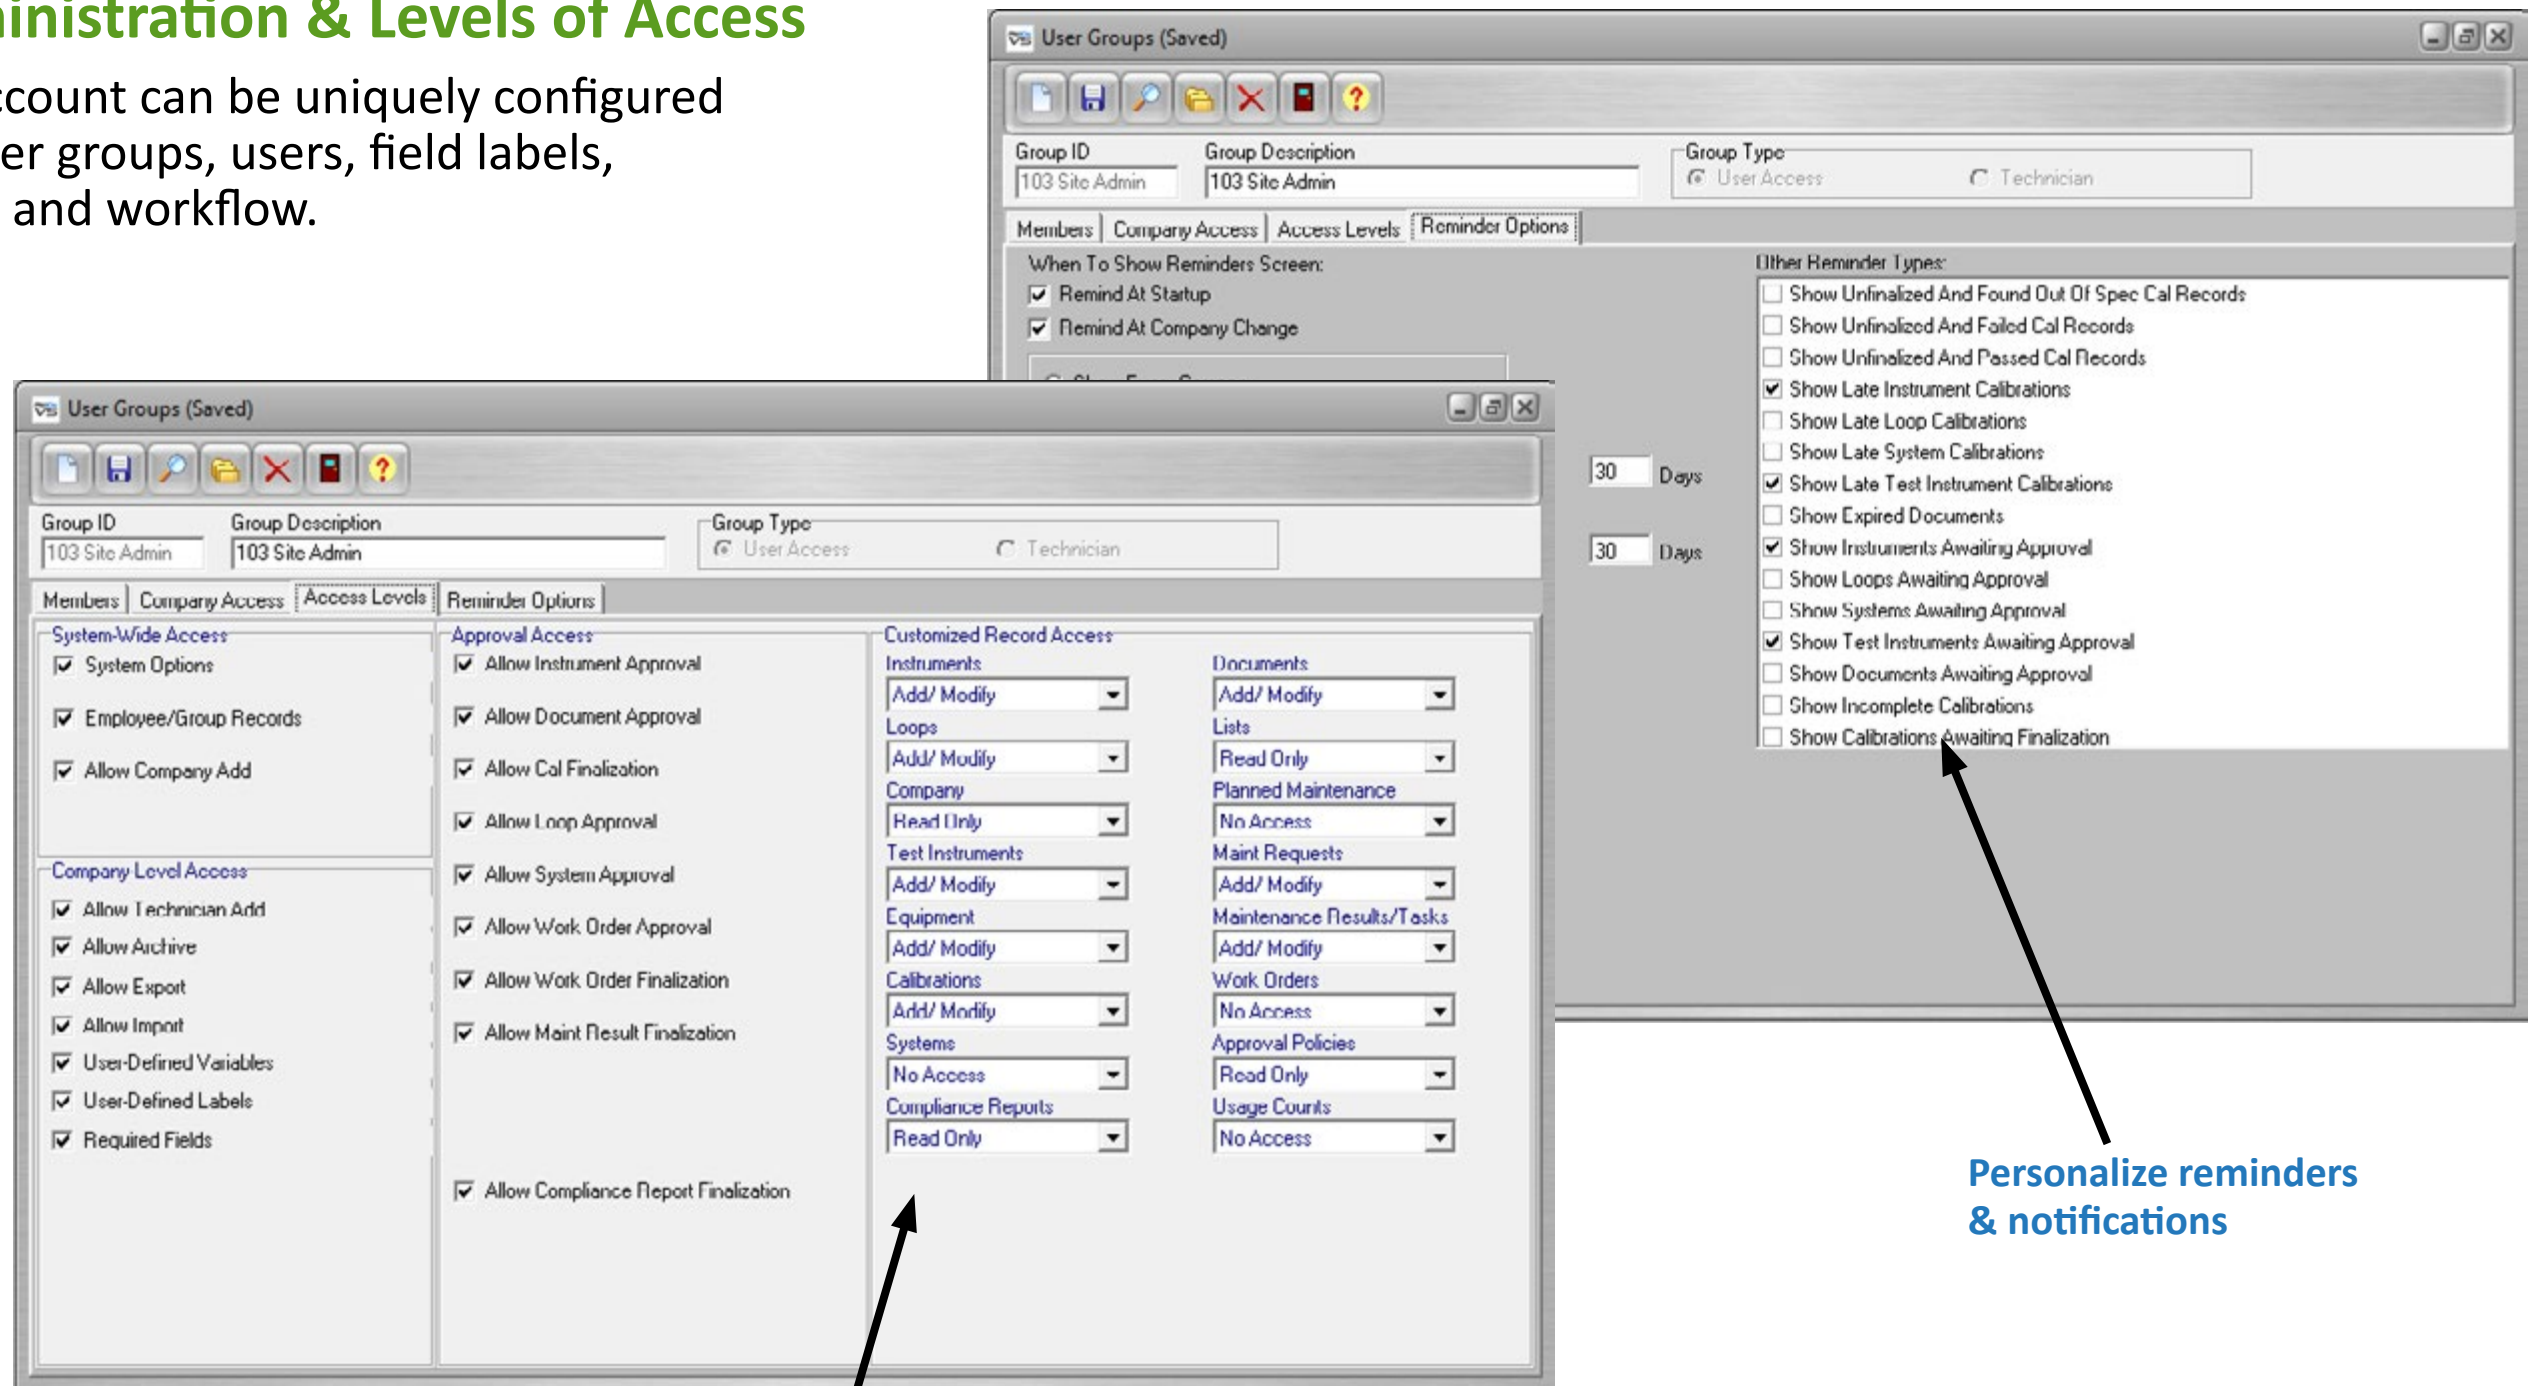 inistration & Levels of Access
ccount can be uniquely configured
er groups, users, field labels,
and workflow.
User Groups (Saved)
Group ID
Group Description
Group Type
103 Site Admin
103 Site Admin
User Access
Technician
Members
Company Access
Access Levels
Reminder Options
When To Show Reminders Screen:
Remind At Startup
Remind At Company Change
30 Days
30 Days
Other Reminder Types:
Show Unfinalized And Found Out Of Spec Cal Records
Show Unfinalized And Failed Cal Records
Show Unfinalized And Passed Cal Records
Show Late Instrument Calibrations
Show Late Loop Calibrations
Show Late System Calibrations
Show Late Test Instrument Calibrations
Show Expired Documents
Show Instruments Awaiting Approval
Show Loops Awaiting Approval
Show Systems Awaiting Approval
Show Test Instruments Awaiting Approval
Show Documents Awaiting Approval
Show Incomplete Calibrations
Show Calibrations Awaiting Finalization
User Groups (Saved)
Group ID
Group Description
Group Type
103 Site Admin
103 Site Admin
User Access
Technician
Members
Company Access
Access Levels
Reminder Options
System-Wide Access
System Options
Employee/Group Records
Allow Company Add
Company Level Access
Allow Technician Add
Allow Archive
Allow Export
Allow Import
User-Defined Variables
User-Defined Labels
Required Fields
Approval Access
Allow Instrument Approval
Allow Document Approval
Allow Cal Finalization
Allow Loop Approval
Allow System Approval
Allow Work Order Approval
Allow Work Order Finalization
Allow Maint Result Finalization
Allow Compliance Report Finalization
Customized Record Access
Instruments
Add/ Modify
Loops
Add/ Modify
Company
Read Only
Test Instruments
Add/ Modify
Equipment
Add/ Modify
Calibrations
Add/ Modify
Systems
No Access
Compliance Reports
Read Only
Documents
Add/ Modify
Lists
Read Only
Planned Maintenance
No Access
Maint Requests
Add/ Modify
Maintenance Results/Tasks
Add/ Modify
Work Orders
No Access
Approval Policies
Read Only
Usage Counts
No Access
Personalize reminders
& notifications